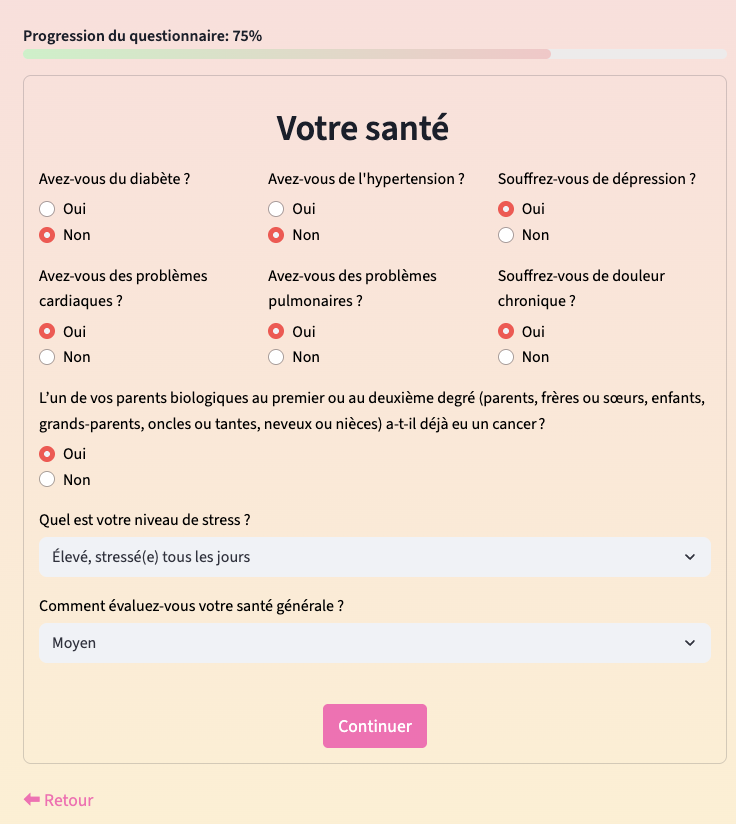 Progression du questionnaire: 75%
Votre santé
Avez-vous du diabète ?
Oui
Non
Avez-vous de l'hypertension ?
Oui
Non
Souffrez-vous de dépression ?
Oui
Non
Avez-vous des problèmes
cardiaques ?
Oui
Non
Avez-vous des problèmes
pulmonaires ?
Oui
Non
Souffrez-vous de douleur
chronique ?
Oui
Non
L’un de vos parents biologiques au premier ou au deuxième degré (parents, frères ou sœurs, enfants,
grands-parents, oncles ou tantes, neveux ou nièces) a-t-il déjà eu un cancer ?
Oui
Non
Quel est votre niveau de stress ?
Élevé, stressé(e) tous les jours
Comment évaluez-vous votre santé générale ?
Moyen
Continuer
Retour